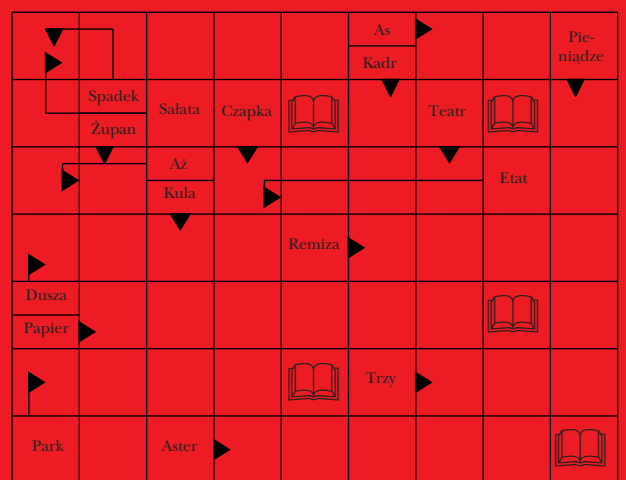 As
Pie-
niądze
Kadr
Spadek
Sałata
Czapka
Teatr
Żupan
Aż
Etat
Kula
Remiza
Dusza
Papier
Trzy
Park
Aster